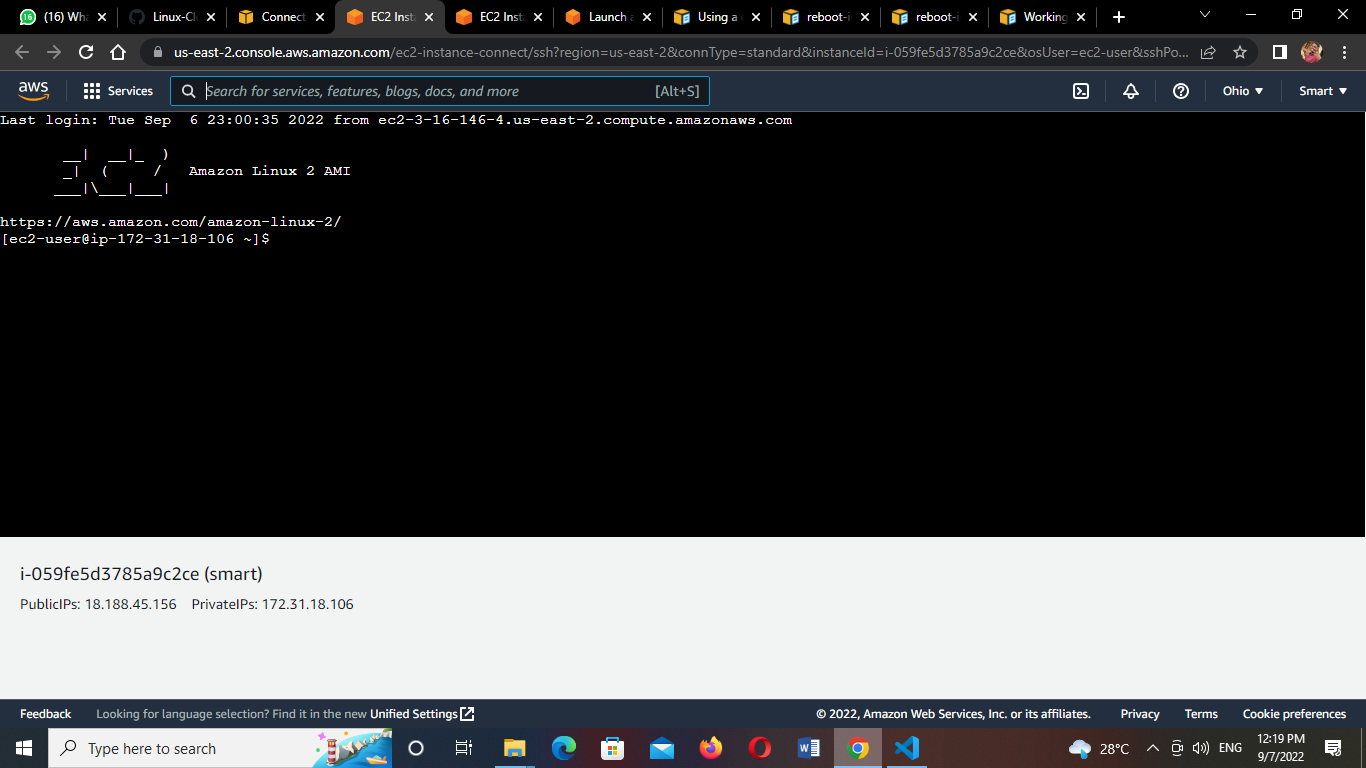 (16) Wha
Linux-Cl
Connect
EC2 Inst
EC2 Inst
Launch a
Using a
reboot-i
reboot-i
Working
us-east-2.console.aws.amazon.com/ec2-instance-connect/ssh?region=us-east-2&connType=standard&instanceId=i-059fe5d3785a9c2ce&osUser=ec2-user&sshPo...
aws
Services
Search for services, features, blogs, docs, and more
[Alt+S]
Ohio
Smart
Last login: Tue Sep  6 23:00:35 2022 from ec2-3-16-146-4.us-east-2.compute.amazonaws.com
       __|  __|_  )
       _|  (     /   Amazon Linux 2 AMI
      ___|\___|___|
https://aws.amazon.com/amazon-linux-2/
[ec2-user@ip-172-31-18-106 ~]$
i-059fe5d3785a9c2ce (smart)
PublicIPs: 18.188.45.156 PrivateIPs: 172.31.18.106
Feedback
Looking for language selection? Find it in the new Unified Settings
© 2022, Amazon Web Services, Inc. or its affiliates.
Privacy
Terms
Cookie preferences
Type here to search
28°C
ENG
12:19 PM
9/7/2022